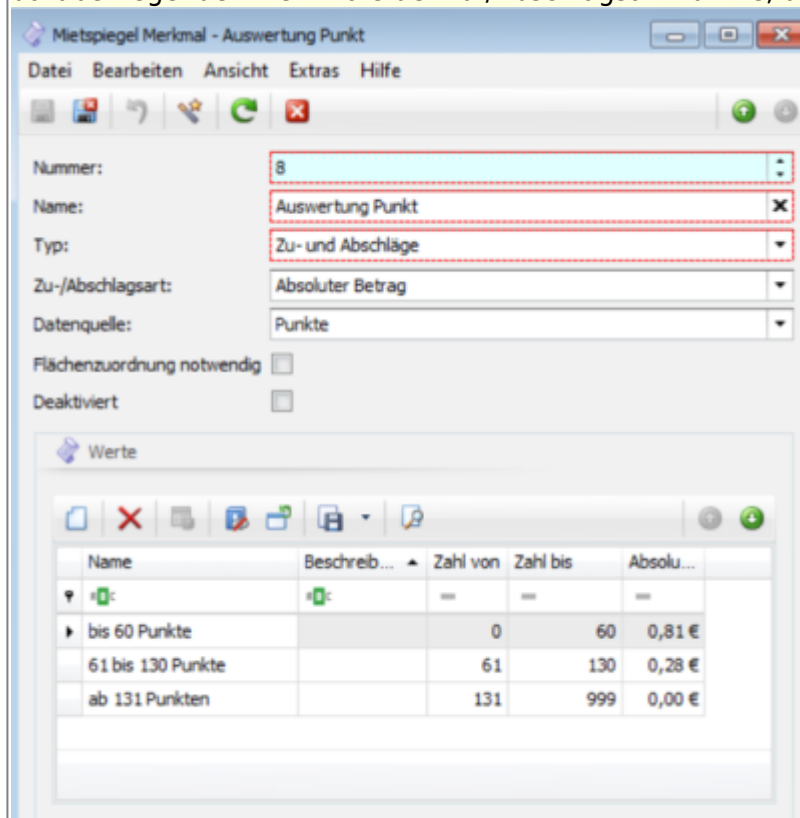 Mietspiegel Merkmal - Auswertung Punkt
Datei Bearbeiten Ansicht Extras Hilfe
Nummer: 8
Name: Auswertung Punkt
Typ: Zu- und Abschläge
Zu-/Abschlagsart: Absoluter Betrag
Datenquelle: Punkte
Flächenzuordnung notwendig
Deaktiviert
Werte
Name Beschreib... Zahl von Zahl bis Absolu...
bis 60 Punkte 0 60 0,81 €
61 bis 130 Punkte 61 130 0,28 €
ab 131 Punkten 131 999 0,00 €